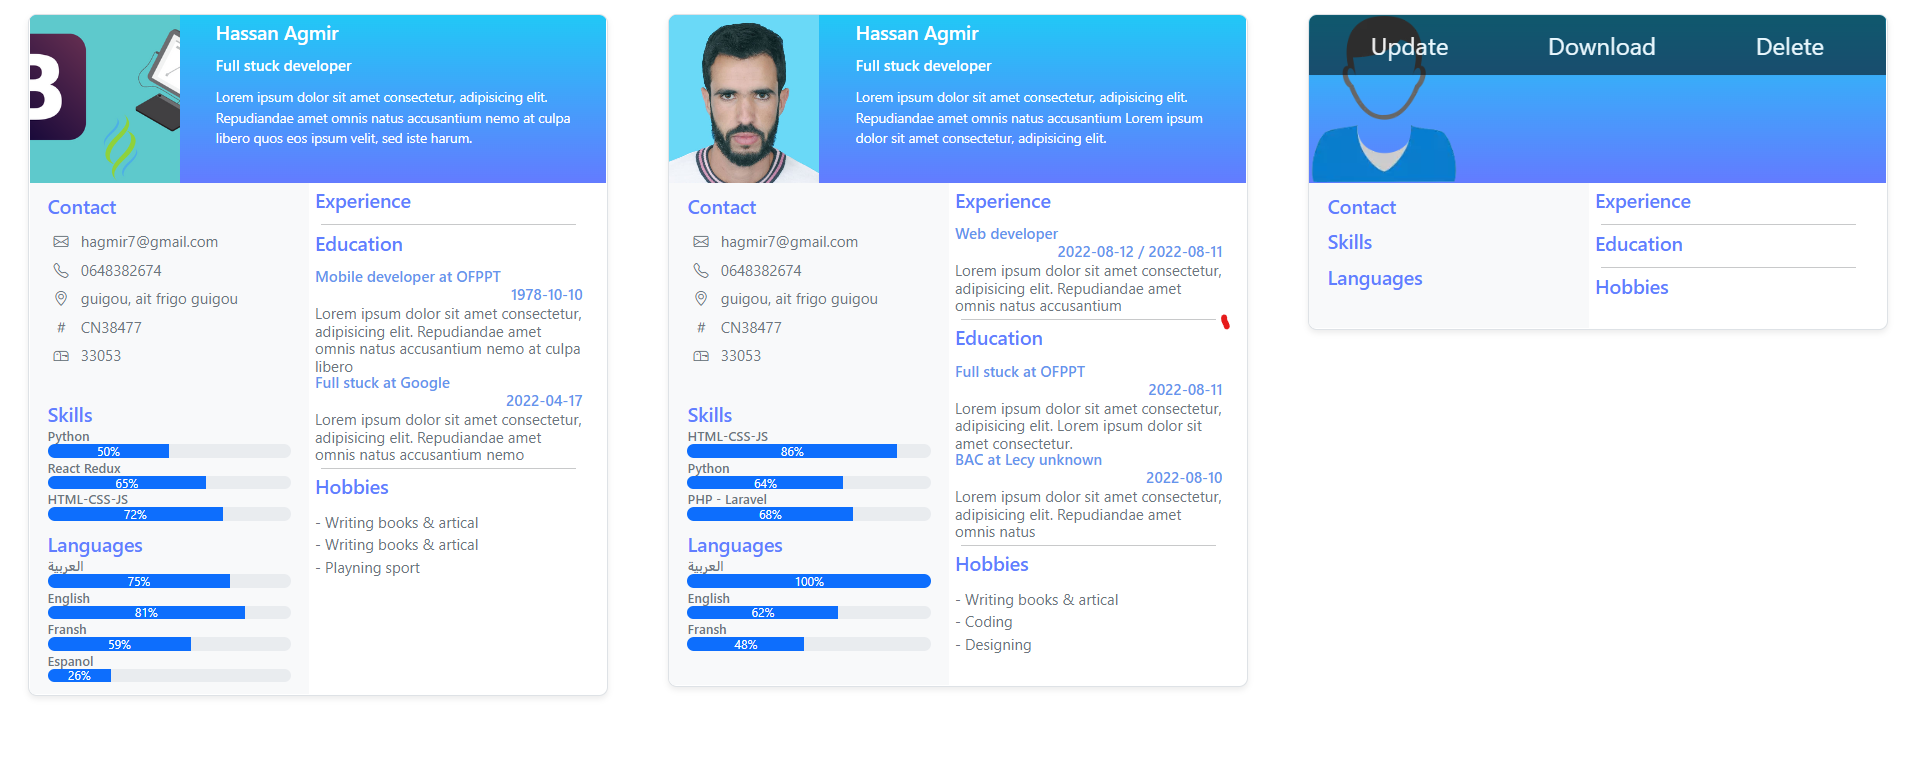 B
Hassan Agmir
Full stuck developer
Lorem ipsum dolor sit amet consectetur, adipisicing elit.
Repudiandae amet omnis natus accusantium nemo at culpa
libero quos eos ipsum velit, sed iste harum.
Contact
hagmir7@gmail.com
0648382674
guigou, ait frigo guigou
# CN38477
33053
Skills
Python
50%
React Redux
65%
HTML-CSS-JS
72%
Languages
العربية
75%
English
81%
Fransh
59%
Espanol
26%
Experience
Education
Mobile developer at OFPPT
1978-10-10
Lorem ipsum dolor sit amet consectetur,
adipisicing elit. Repudiandae amet
omnis natus accusantium nemo at culpa
libero
Full stuck at Google
2022-04-17
Lorem ipsum dolor sit amet consectetur,
adipisicing elit. Repudiandae amet
omnis natus accusantium nemo
Hobbies
- Writing books & artical
- Writing books & artical
- Playning sport
Hassan Agmir
Full stuck developer
Lorem ipsum dolor sit amet consectetur, adipisicing elit.
Repudiandae amet omnis natus accusantium Lorem ipsum
dolor sit amet consectetur, adipisicing elit.
Contact
hagmir7@gmail.com
0648382674
guigou, ait frigo guigou
# CN38477
33053
Skills
HTML-CSS-JS
86%
Python
64%
PHP - Laravel
68%
Languages
العربية
100%
English
62%
Fransh
48%
Experience
Web developer
2022-08-12 / 2022-08-11
Lorem ipsum dolor sit amet consectetur,
adipisicing elit. Repudiandae amet
omnis natus accusantium
Education
Full stuck at OFPPT
2022-08-11
Lorem ipsum dolor sit amet consectetur,
adipisicing elit. Lorem ipsum dolor sit
amet consectetur.
BAC at Lecy unknown
2022-08-10
Lorem ipsum dolor sit amet consectetur,
adipisicing elit. Repudiandae amet
omnis natus
Hobbies
- Writing books & artical
- Coding
- Designing
Update Download Delete
Contact
Skills
Languages
Experience
Education
Hobbies